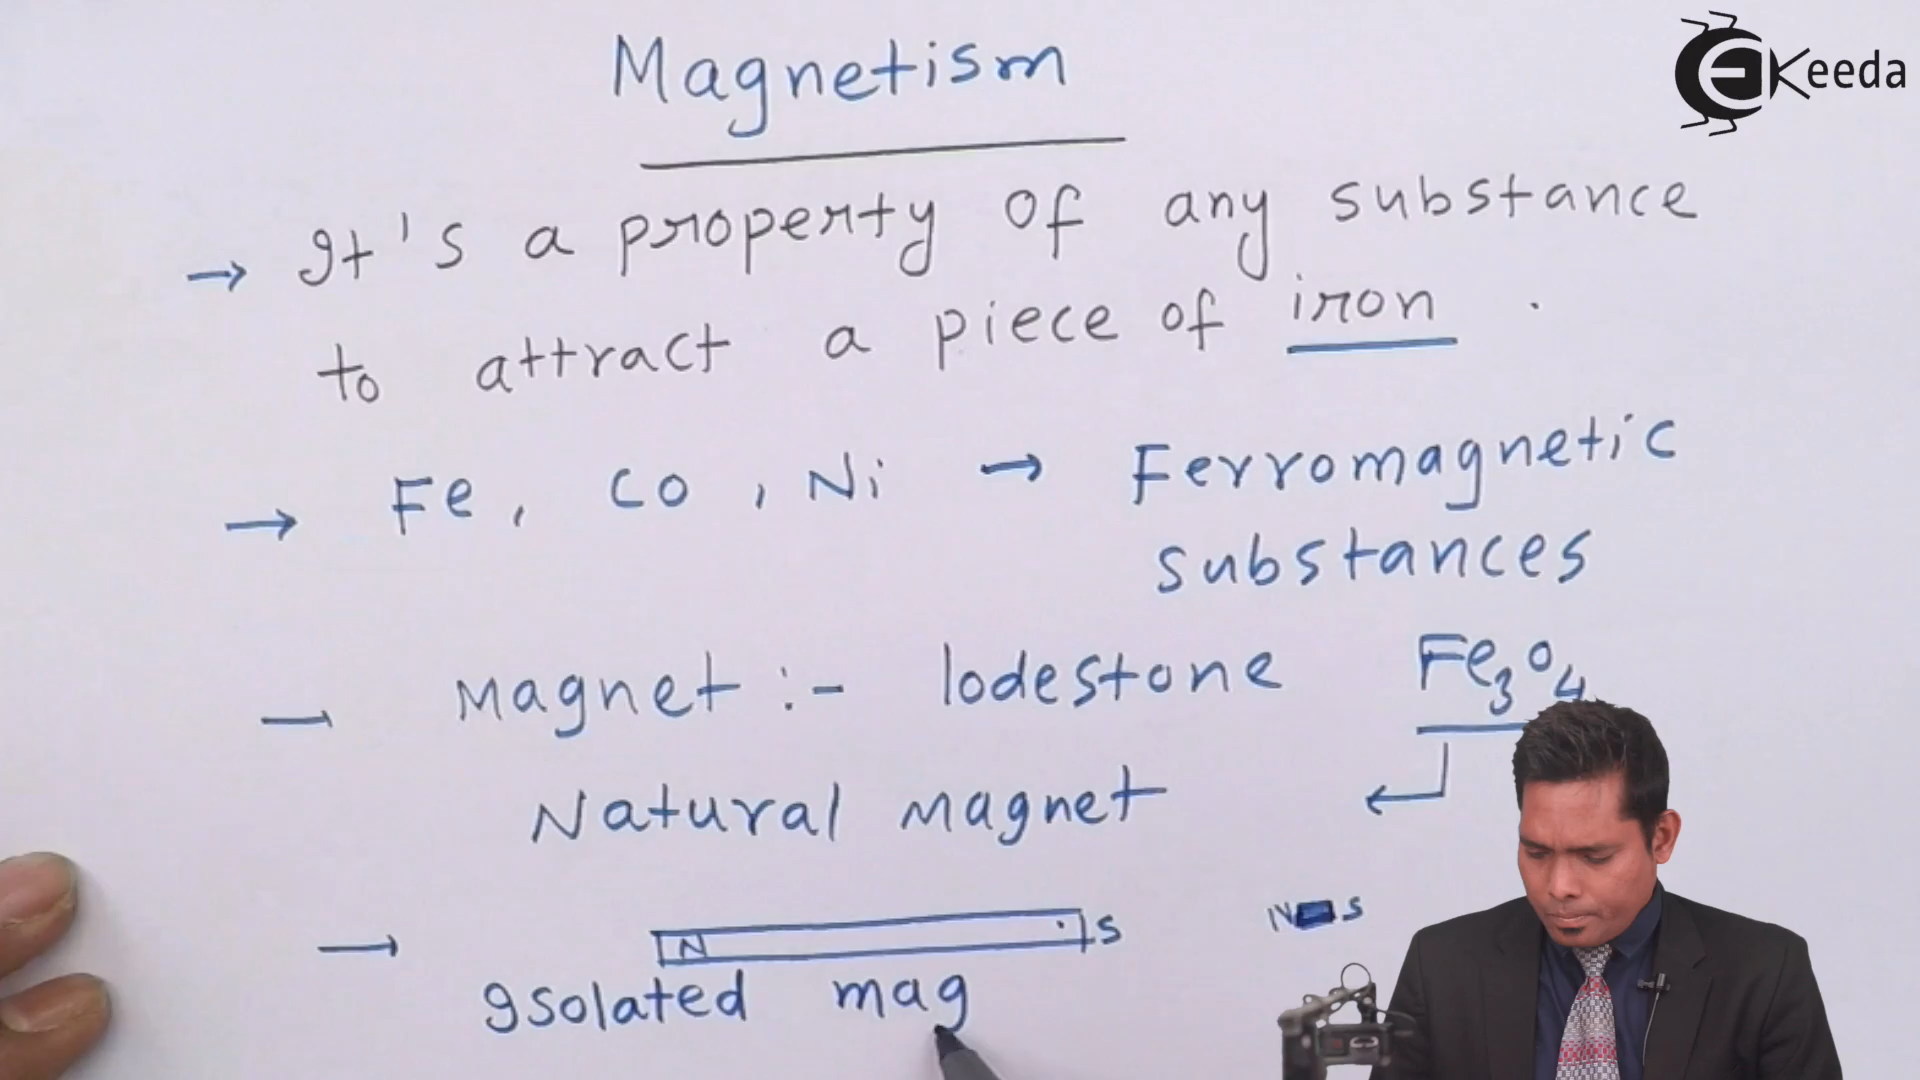 Magnetism
EKeeda
→ It's a property of any substance
to attract a piece of iron .
→ Fe, Co, Ni → Ferromagnetic
substances
— Magnet :- lodestone Fe3O4
Natural magnet
→ N S N S
Isolated mag